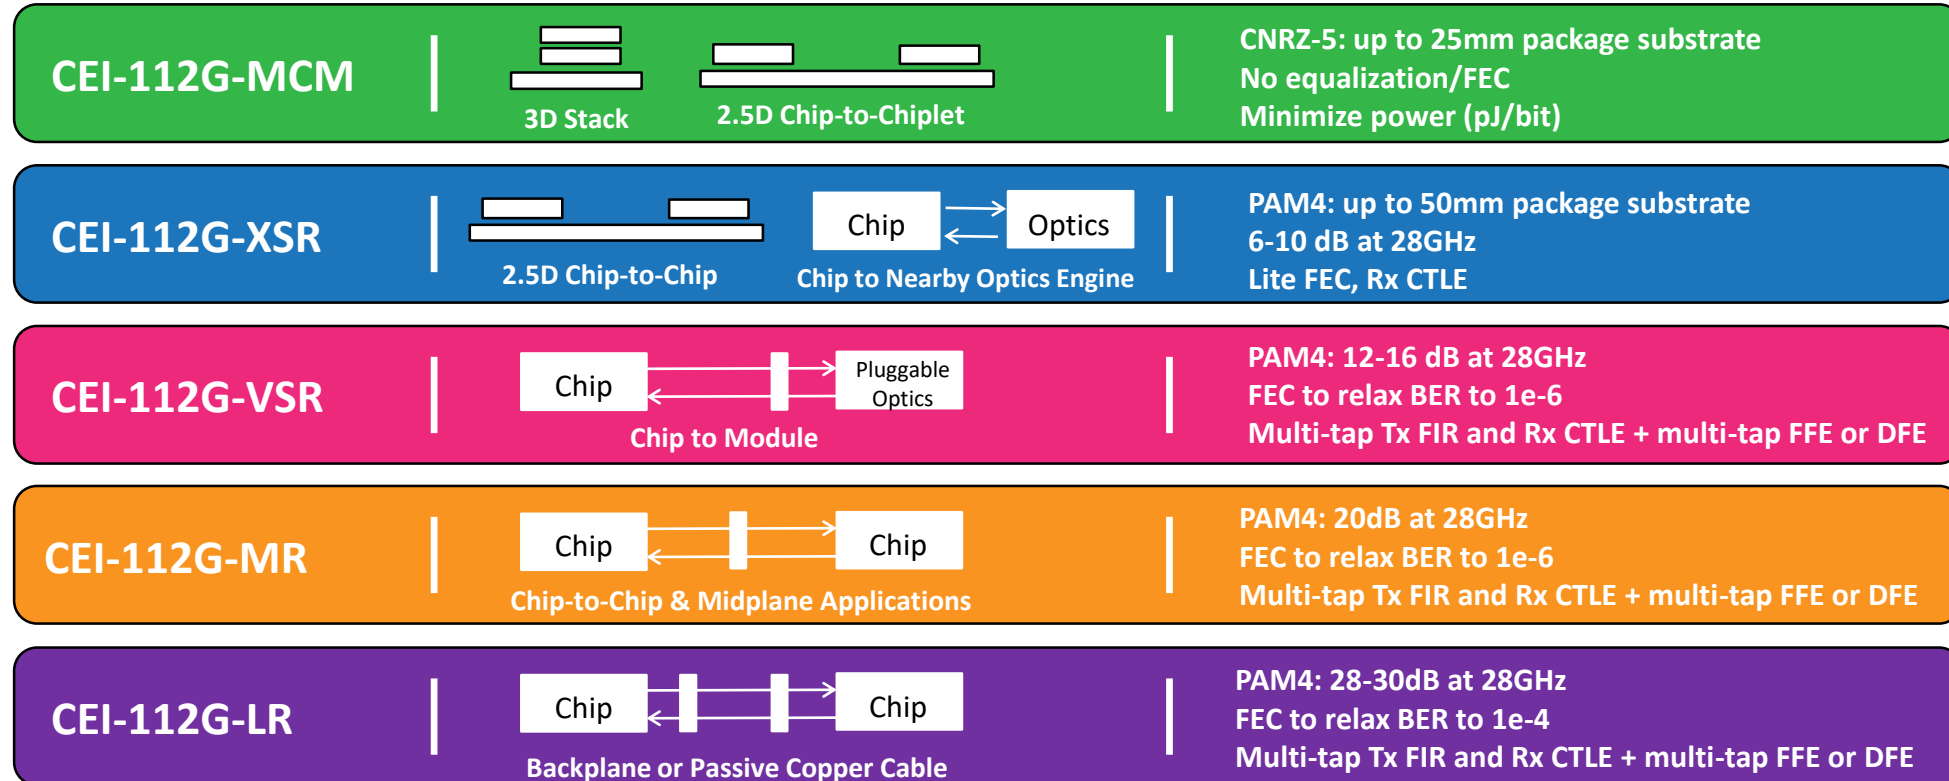 CEI-112G-MCM
3D Stack
2.5D Chip-to-Chiplet
CNRZ-5: up to 25mm package substrate
No equalization/FEC
Minimize power (pJ/bit)
CEI-112G-XSR
2.5D Chip-to-Chip
Chip
Optics
Chip to Nearby Optics Engine
PAM4: up to 50mm package substrate
6-10 dB at 28GHz
Lite FEC, Rx CTLE
CEI-112G-VSR
Chip
Pluggable
Optics
Chip to Module
PAM4: 12-16 dB at 28GHz
FEC to relax BER to 1e-6
Multi-tap Tx FIR and Rx CTLE + multi-tap FFE or DFE
CEI-112G-MR
Chip
Chip
Chip-to-Chip & Midplane Applications
PAM4: 20dB at 28GHz
FEC to relax BER to 1e-6
Multi-tap Tx FIR and Rx CTLE + multi-tap FFE or DFE
CEI-112G-LR
Chip
Chip
Backplane or Passive Copper Cable
PAM4: 28-30dB at 28GHz
FEC to relax BER to 1e-4
Multi-tap Tx FIR and Rx CTLE + multi-tap FFE or DFE